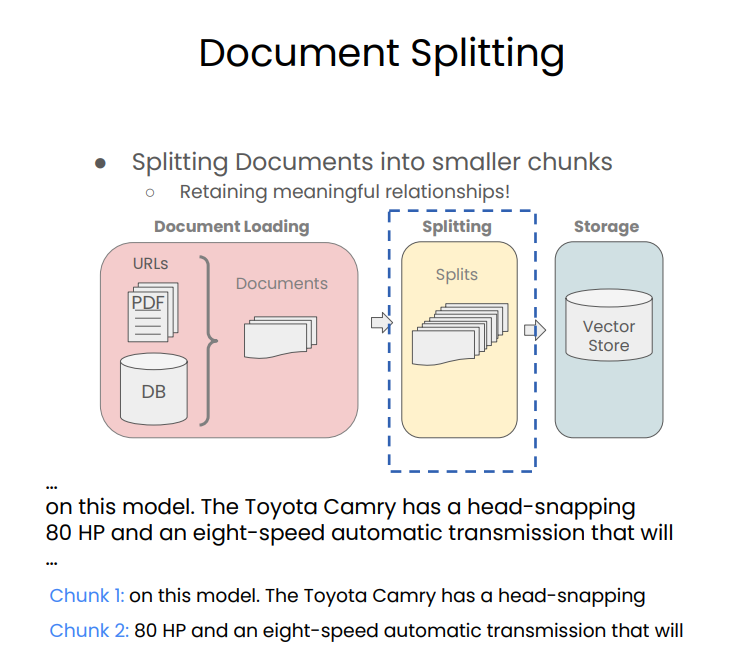 Document Splitting
● Splitting Documents into smaller chunks
○ Retaining meaningful relationships!
Document Loading
Splitting
Storage
URLs
PDF
DB
Documents
Splits
Vector
Store
...
on this model. The Toyota Camry has a head-snapping
80 HP and an eight-speed automatic transmission that will
...
Chunk 1: on this model. The Toyota Camry has a head-snapping
Chunk 2: 80 HP and an eight-speed automatic transmission that will